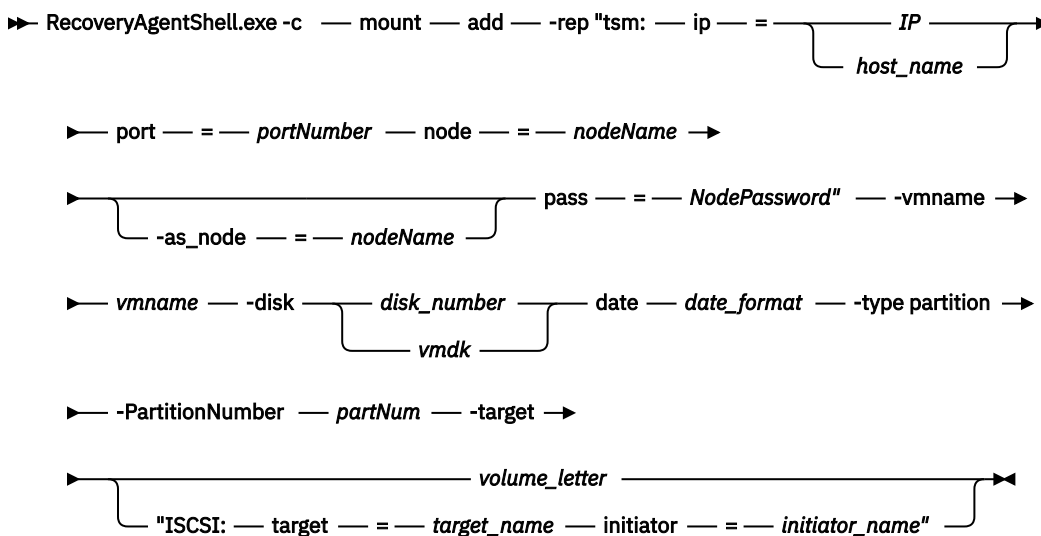 RecoveryAgentShell.exe -c mount add -rep "tsm: ip = IP
host_name
port = portNumber node = nodeName
pass = NodePassword" -vmname
-as_node = nodeName
vmname -disk disk_number date date_format -type partition
vmdk
-PartitionNumber partNum -target
volume_letter
"ISCSI: target = target_name initiator = initiator_name"